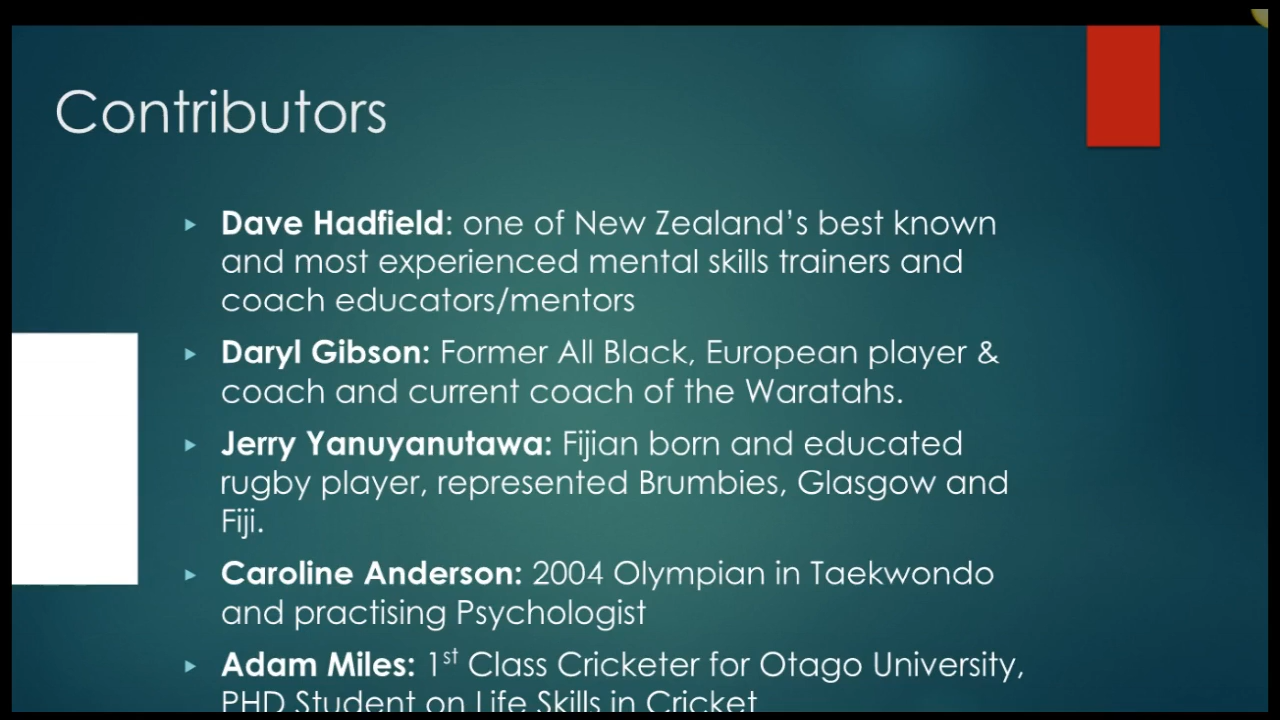 Contributors
Dave Hadfield: one of New Zealand's best known
and most experienced mental skills trainers and
coach educators/mentors
Daryl Gibson: Former All Black, European player &
coach and current coach of the Waratahs.
Jerry Yanuyanutawa: Fijian born and educated
rugby player, represented Brumbies, Glasgow and
Fiji.
Caroline Anderson: 2004 Olympian in Taekwondo
and practising Psychologist
Adam Miles: 1st Class Cricketer for Otago University,
PHD Student on Life Skills in Cricket